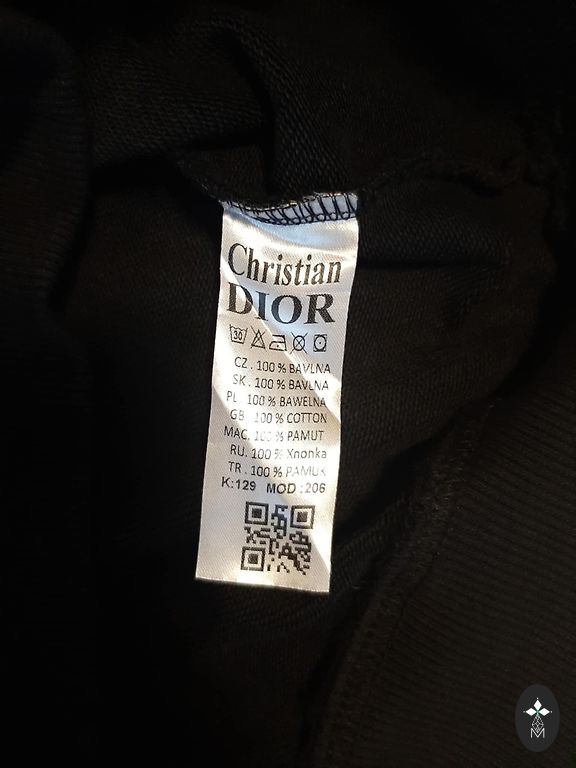 Christian
DIOR
30
CZ . 100 % BAVLNA
SK . 100 % BAVLNA
PL 100 % BAWELNA
GB 100 % COTTON
MAC. 100 % PAMUT
RU. 100 % Xnonka
TR . 100 % PAMUK
K:129 MOD :206
M